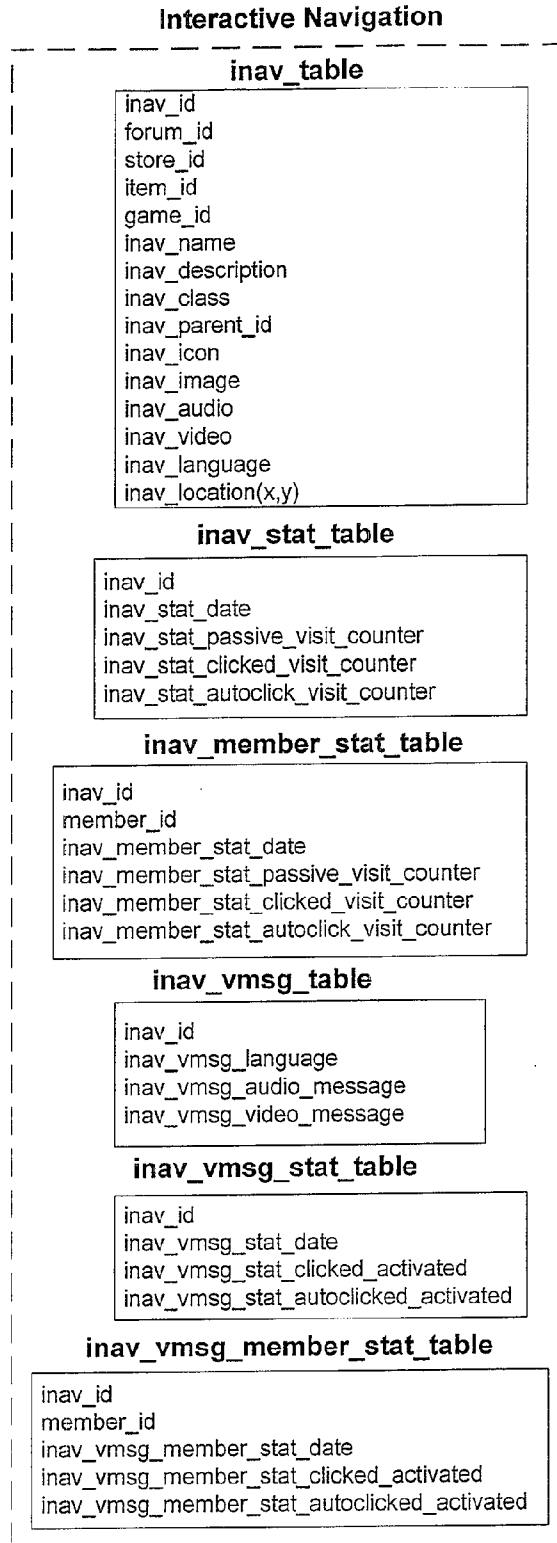 Interactive Navigation
inav_table
inav_id
forum_id
store_id
item_id
game_id
inav_name
inav_description
inav_class
inav_parent_id
inav_icon
inav_image
inav_audio
inav_video
inav_language
inav_location(x,y)
inav_stat_table
inav_id
inav_stat_date
inav_stat_passive_visit_counter
inav_stat_clicked_visit_counter
inav_stat_autoclick_visit_counter
inav_member_stat_table
inav_id
member_id
inav_member_stat_date
inav_member_stat_passive_visit_counter
inav_member_stat_clicked_visit_counter
inav_member_stat_autoclick_visit_counter
inav_vmsg_table
inav_id
inav_vmsg_language
inav_vmsg_audio_message
inav_vmsg_video_message
inav_vmsg_stat_table
inav_id
inav_vmsg_stat_date
inav_vmsg_stat_clicked_activated
inav_vmsg_stat_autoclicked_activated
inav_vmsg_member_stat_table
inav_id
member_id
inav_vmsg_member_stat_date
inav_vmsg_member_stat_clicked_activated
inav_vmsg_member_stat_autoclicked_activated